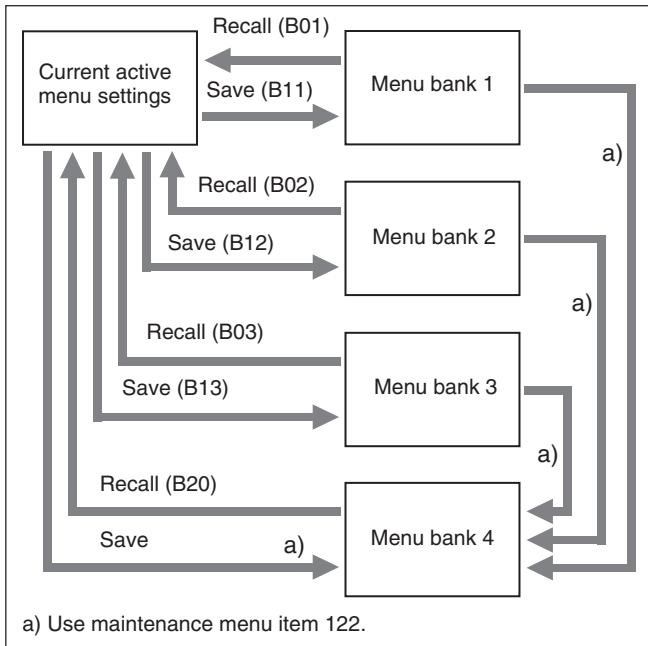 Recall (B01)
Current active
menu settings
Menu bank 1
Save (B11)
a)
Recall (B02)
Menu bank 2
Save (B12)
a)
Recall (B03)
Menu bank 3
Save (B13)
a)
Recall (B20)
Menu bank 4
Save
a)
a) Use maintenance menu item 122.